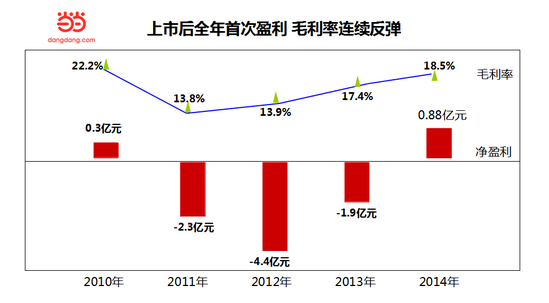 当当
dangdang.com
上市后全年首次盈利 毛利率连续反弹
22.2%
13.8%
13.9%
17.4%
18.5%
毛利率
0.3亿元
-2.3亿元
-4.4亿元
-1.9亿元
0.88亿元
净盈利
2010年
2011年
2012年
2013年
2014年